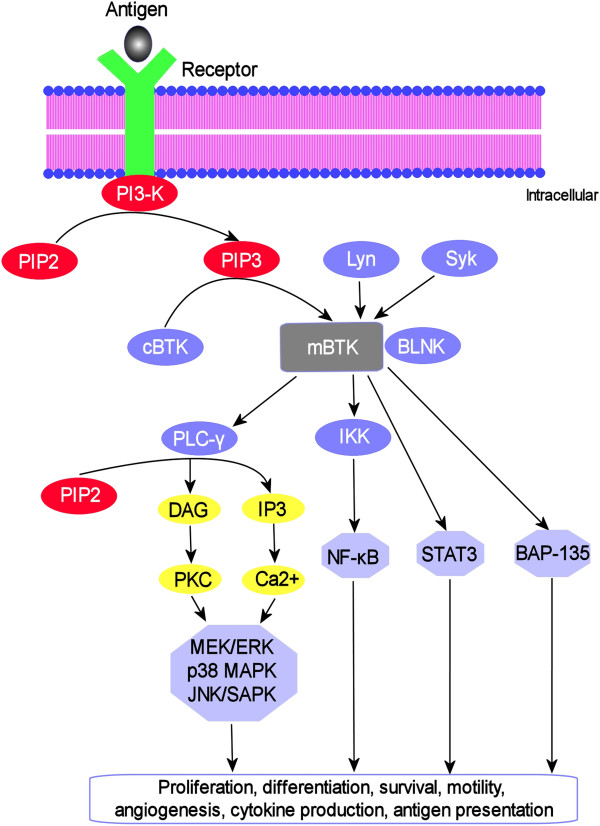 Antigen
Receptor
PI3-K
Intracellular
PIP2
PIP3
Lyn
Syk
cBTK
mBTK
BLNK
PLC-γ
IKK
PIP2
DAG
IP3
NF-κB
STAT3
BAP-135
PKC
Ca2+
MEK/ERK
p38 MAPK
JNK/SAPK
Proliferation, differentiation, survival, motility,
angiogenesis, cytokine production, antigen presentation